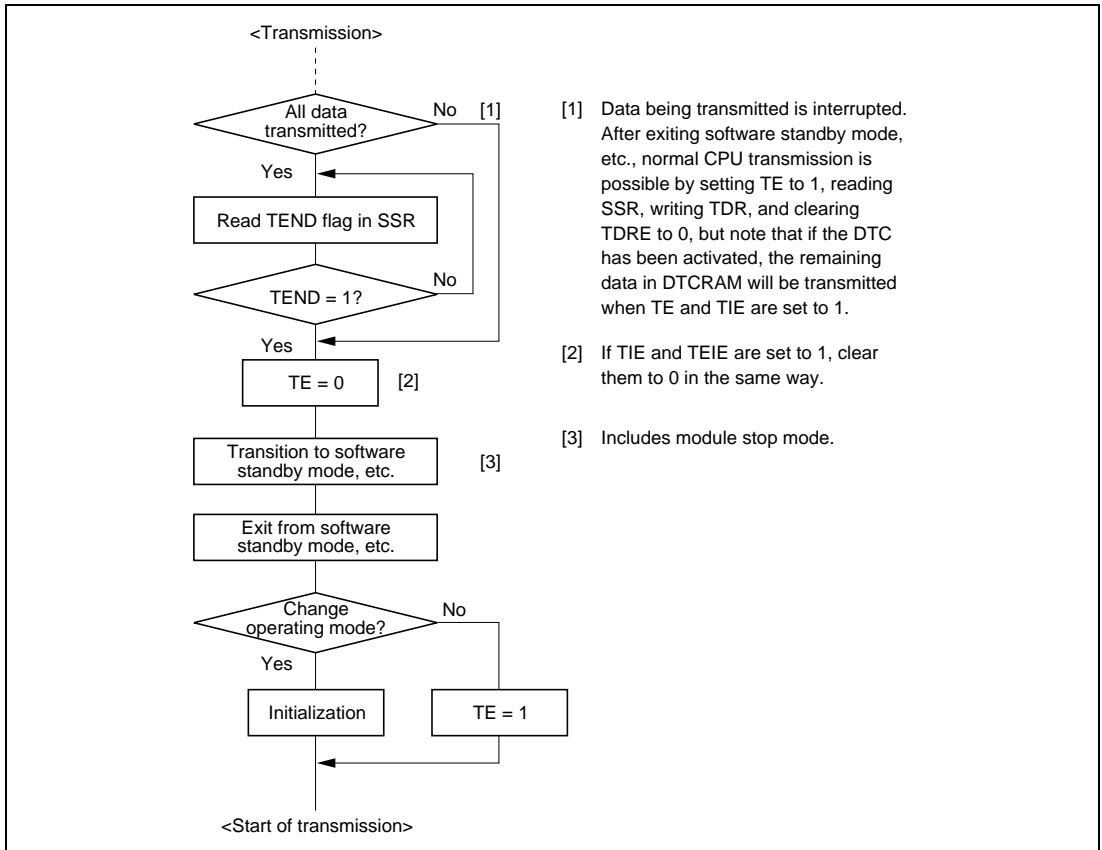 <Transmission>
All data
transmitted?
No [1]
Yes
Read TEND flag in SSR
TEND = 1?
No
Yes
TE = 0
[2]
Transition to software
standby mode, etc.
[3]
Exit from software
standby mode, etc.
Change
operating mode?
No
Yes
Initialization
TE = 1
<Start of transmission>
[1] Data being transmitted is interrupted.
After exiting software standby mode,
etc., normal CPU transmission is
possible by setting TE to 1, reading
SSR, writing TDR, and clearing
TDRE to 0, but note that if the DTC
has been activated, the remaining
data in DTCRAM will be transmitted
when TE and TIE are set to 1.
[2] If TIE and TEIE are set to 1, clear
them to 0 in the same way.
[3] Includes module stop mode.